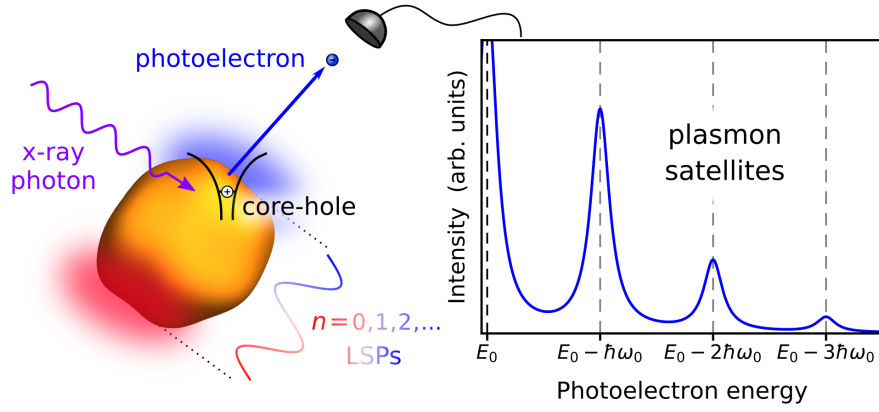 photoelectron
-
x-ray
photon
+
core-hole
n = 0,1,2,...
LSPs
Intensity (arb. units)
plasmon
satellites
E₀
E₀ − ℏω₀
E₀ − 2ℏω₀
E₀ − 3ℏω₀
Photoelectron energy